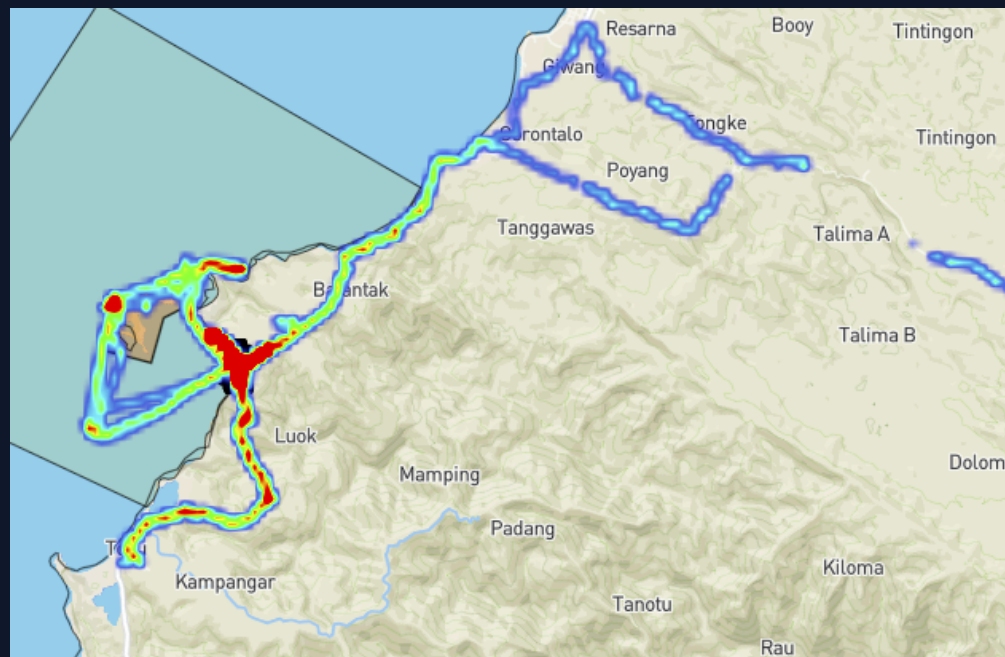 Resarna
Booy
Tintingon
Giwang
Gorontalo
Tongke
Tintingon
Poyang
Tanggawas
Talima A
Balantak
Talima B
Luok
Mamping
Dolom
Padang
Kampangar
Kiloma
Tanotu
Rau